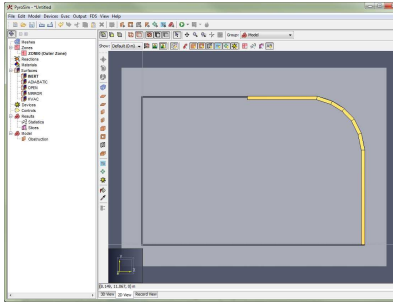 PyroSim - *Untitled
File Edit Model Devices Evac Output FDS View Help
Group: Model
Show: Default (0 m)
Meshes
Zones
ZONE0 (Outer Zone)
Reactions
Materials
Surfaces
INERT
ADIABATIC
OPEN
MIRROR
HVAC
Devices
Controls
Results
Statistics
Slices
Model
Obstruction
3D View 2D View Record View